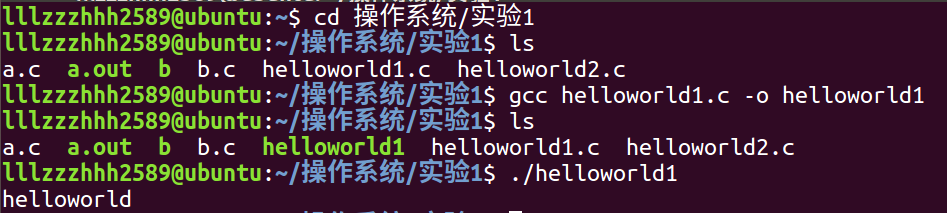 lllzzzhhh2589@ubuntu:~$ cd 操作系统/实验1
lllzzzhhh2589@ubuntu:~/操作系统/实验1$ ls
a.c  a.out  b  b.c  helloworld1.c  helloworld2.c
lllzzzhhh2589@ubuntu:~/操作系统/实验1$ gcc helloworld1.c -o helloworld1
lllzzzhhh2589@ubuntu:~/操作系统/实验1$ ls
a.c  a.out  b  b.c  helloworld1  helloworld1.c  helloworld2.c
lllzzzhhh2589@ubuntu:~/操作系统/实验1$ ./helloworld1
helloworld